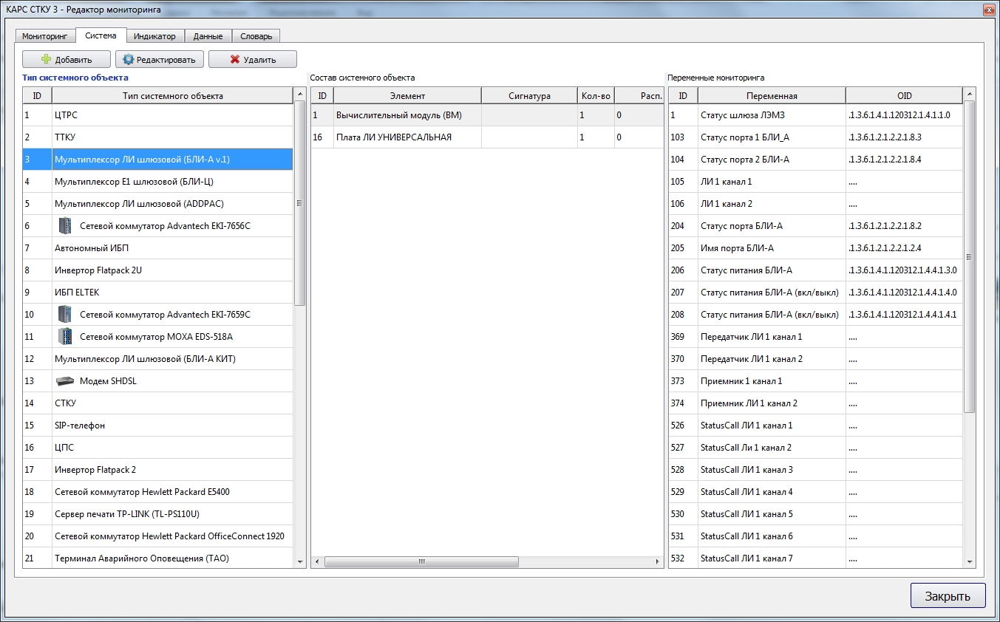 КАРС СТКУ 3 - Редактор мониторинга
Мониторинг Система Индикатор Данные Словарь
Добавить Редактировать Удалить
Тип системного объекта
ID Тип системного объекта
1 ЦТРС
2 ТТКУ
3 Мультиплексор ЛИ шлюзовой (БЛИ-А v.1)
4 Мультиплексор Е1 шлюзовой (БЛИ-Ц)
5 Мультиплексор ЛИ шлюзовой (ADDPAC)
6 Сетевой коммутатор Advantech EKI-7656C
7 Автономный ИБП
8 Инвертор Flatpack 2U
9 ИБП ELTEK
10 Сетевой коммутатор Advantech EKI-7659C
11 Сетевой коммутатор MOXA EDS-518A
12 Мультиплексор ЛИ шлюзовой (БЛИ-А КИТ)
13 Модем SHDSL
14 СТКУ
15 SIP-телефон
16 ЦПС
17 Инвертор Flatpack 2
18 Сетевой коммутатор Hewlett Packard E5400
19 Сервер печати TP-LINK (TL-PS110U)
20 Сетевой коммутатор Hewlett Packard OfficeConnect 1920
21 Терминал Аварийного Оповещения (ТАО)
Состав системного объекта
ID Элемент Сигнатура Кол-во Расп.
1 Вычислительный модуль (ВМ) 1 0
16 Плата ЛИ УНИВЕРСАЛЬНАЯ 1 0
Переменные мониторинга
ID Переменная OID
1 Статус шлюза ЛЭМЗ .1.3.6.1.4.1.120312.1.4.1.1.0
103 Статус порта 1 БЛИ_А .1.3.6.1.2.1.2.2.1.8.3
104 Статус порта 2 БЛИ-А .1.3.6.1.2.1.2.2.1.8.4
105 ЛИ 1 канал 1 ....
106 ЛИ 1 канал 2 ....
204 Статус порта БЛИ-А .1.3.6.1.2.1.2.2.1.8.2
205 Имя порта БЛИ-А .1.3.6.1.2.1.2.2.1.2.4
206 Статус питания БЛИ-А .1.3.6.1.4.1.120312.1.4.4.1.3.0
207 Статус питания БЛИ-А (вкл/выкл) .1.3.6.1.4.1.120312.1.4.4.1.4.0
208 Статус питания БЛИ-А (вкл/выкл) .1.3.6.1.4.1.120312.1.4.4.1.4.1
369 Передатчик ЛИ 1 канал 1 ....
370 Передатчик ЛИ 1 канал 2 ....
373 Приемник 1 канал 1 ....
374 Приемник ЛИ 1 канал 2 ....
526 StatusCall ЛИ 1 канал 1 ....
527 StatusCall Ли 1 канал 2 ....
528 StatusCall ЛИ 1 канал 3 ....
529 StatusCall ЛИ 1 канал 4 ....
530 StatusCall ЛИ 1 канал 5 ....
531 StatusCall ЛИ 1 канал 6 ....
532 StatusCall ЛИ 1 канал 7 ....
Закрыть